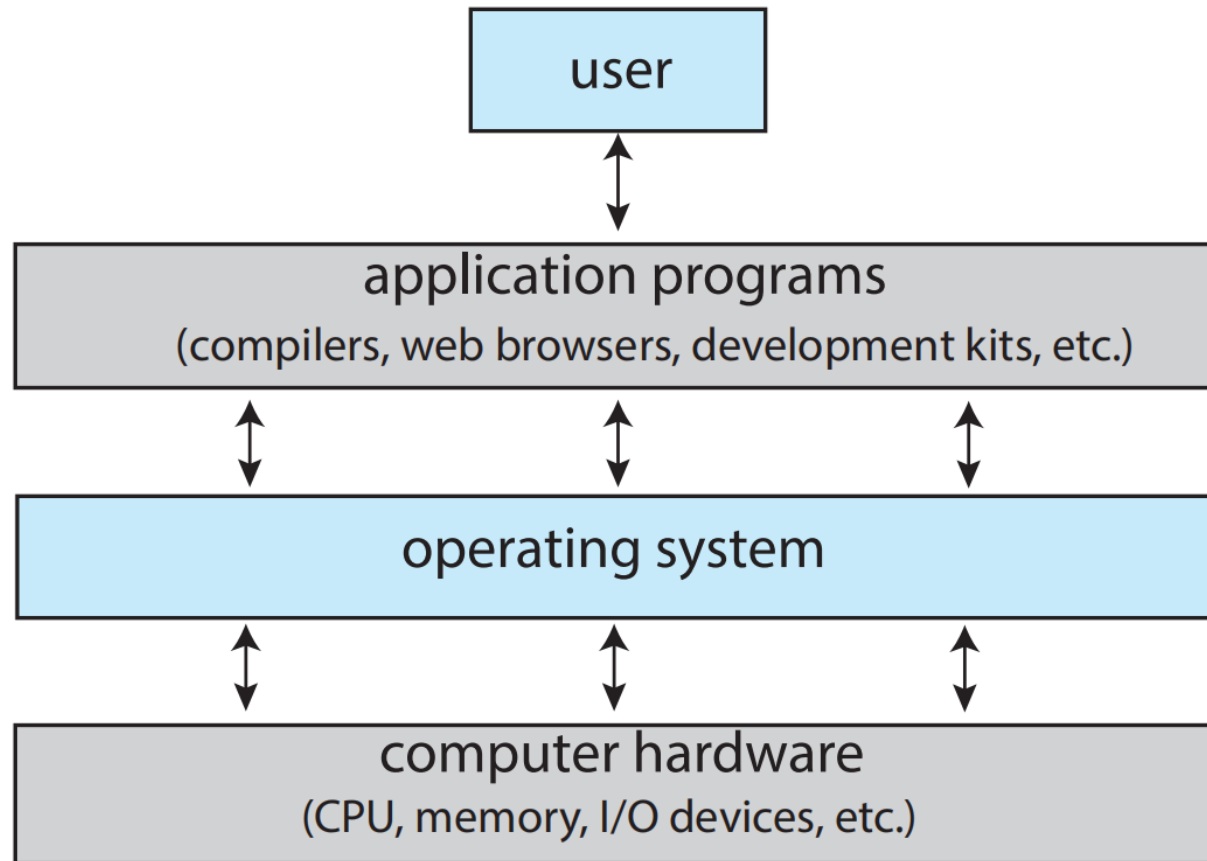 user
application programs
(compilers, web browsers, development kits, etc.)
operating system
computer hardware
(CPU, memory, I/O devices, etc.)